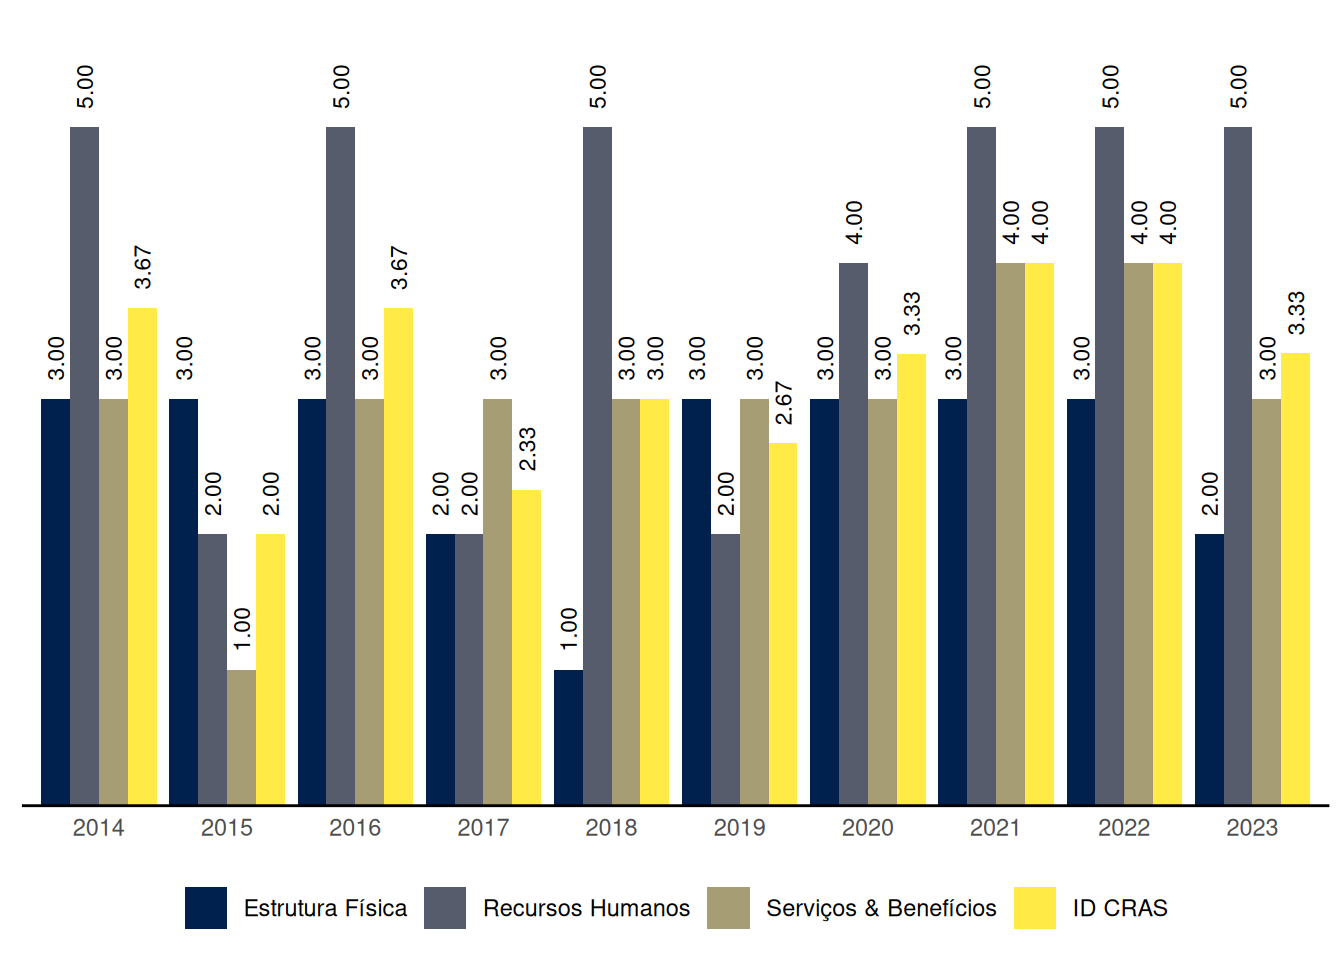 5.00 5.00 5.00 5.00 5.00 5.00
4.00 4.00 4.00 4.00 4.00
3.67 3.67 3.33 3.33
3.00 3.00 3.00 3.00 3.00 3.00 3.00 3.00 3.00 3.00 3.00 3.00 3.00 3.00 3.00
2.67
2.33
2.00 2.00 2.00 2.00 2.00 2.00
1.00 1.00
2014 2015 2016 2017 2018 2019 2020 2021 2022 2023
Estrutura Física Recursos Humanos Serviços & Benefícios ID CRAS